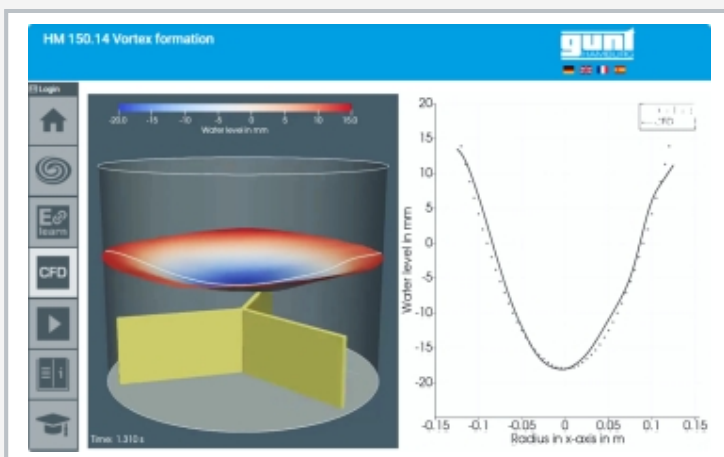 HM 150.14 Vortex formation
gunt
HAMBURG
Login
E
learn
CFD
i
-20.0 -15 -10 -5 0 5 10 15.0
Water level in mm
Time: 1.310 s
20
15
10
5
0
-5
-10
-15
-20
Water level in mm
CFD
-0.15 -0.1 -0.05 0 0.05 0.1 0.15
Radius in x-axis in m